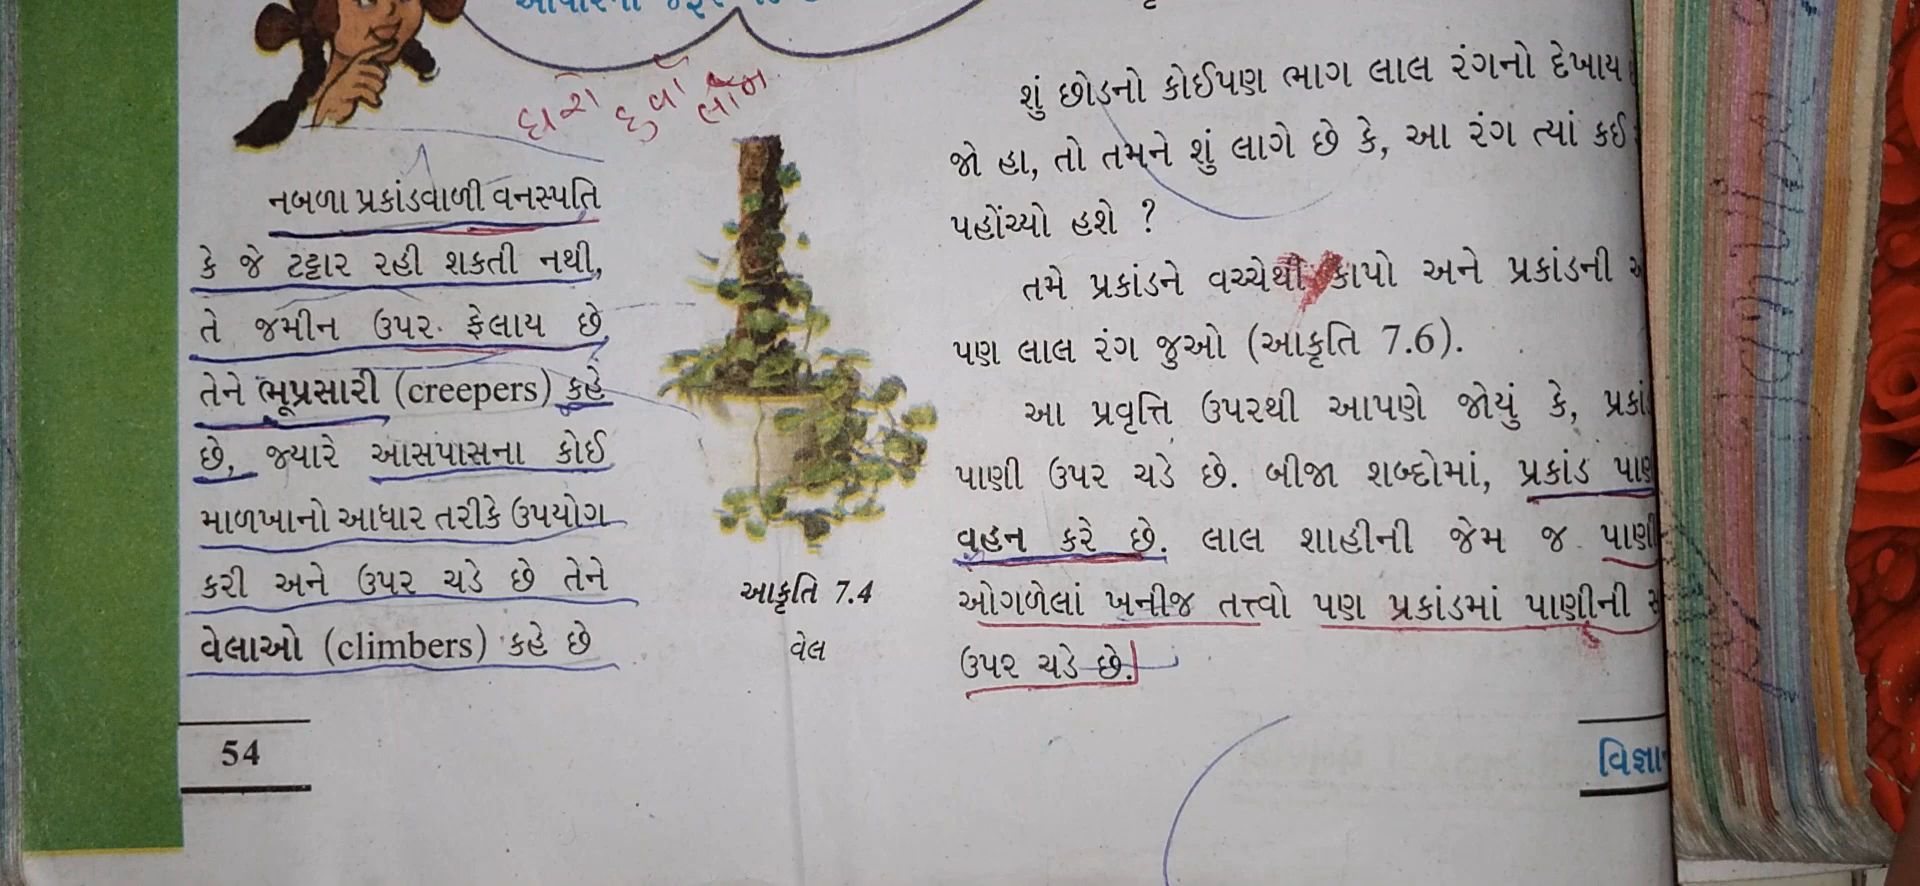 ધરો દુર્વા લોન
નબળા પ્રકાંડવાળી વનસ્પતિ
કે જે ટટ્ટાર રહી શકતી નથી,
તે જમીન ઉપર ફેલાય છે
તેને ભૂપ્રસારી (creepers) કહે
છે, જ્યારે આસપાસના કોઈ
માળખાનો આધાર તરીકે ઉપયોગ
કરી અને ઉપર ચડે છે તેને
વેલાઓ (climbers) કહે છે
આકૃતિ 7.4
વેલ
શું છોડનો કોઈપણ ભાગ લાલ રંગનો દેખાય
જો હા, તો તમને શું લાગે છે કે, આ રંગ ત્યાં કઈ
પહોંચ્યો હશે ?
તમે પ્રકાંડને વચ્ચેથી કાપો અને પ્રકાંડની
પણ લાલ રંગ જુઓ (આકૃતિ 7.6).
આ પ્રવૃત્તિ ઉપરથી આપણે જોયું કે,
પાણી ઉપર ચડે છે. બીજા શબ્દોમાં, પ્રકાંડ
વહન કરે છે. લાલ શાહીની જેમ જ
ઓગળેલાં ખનીજ તત્ત્વો પણ પ્રકાંડમાં પાણીની
ઉપર ચડે છે.
54